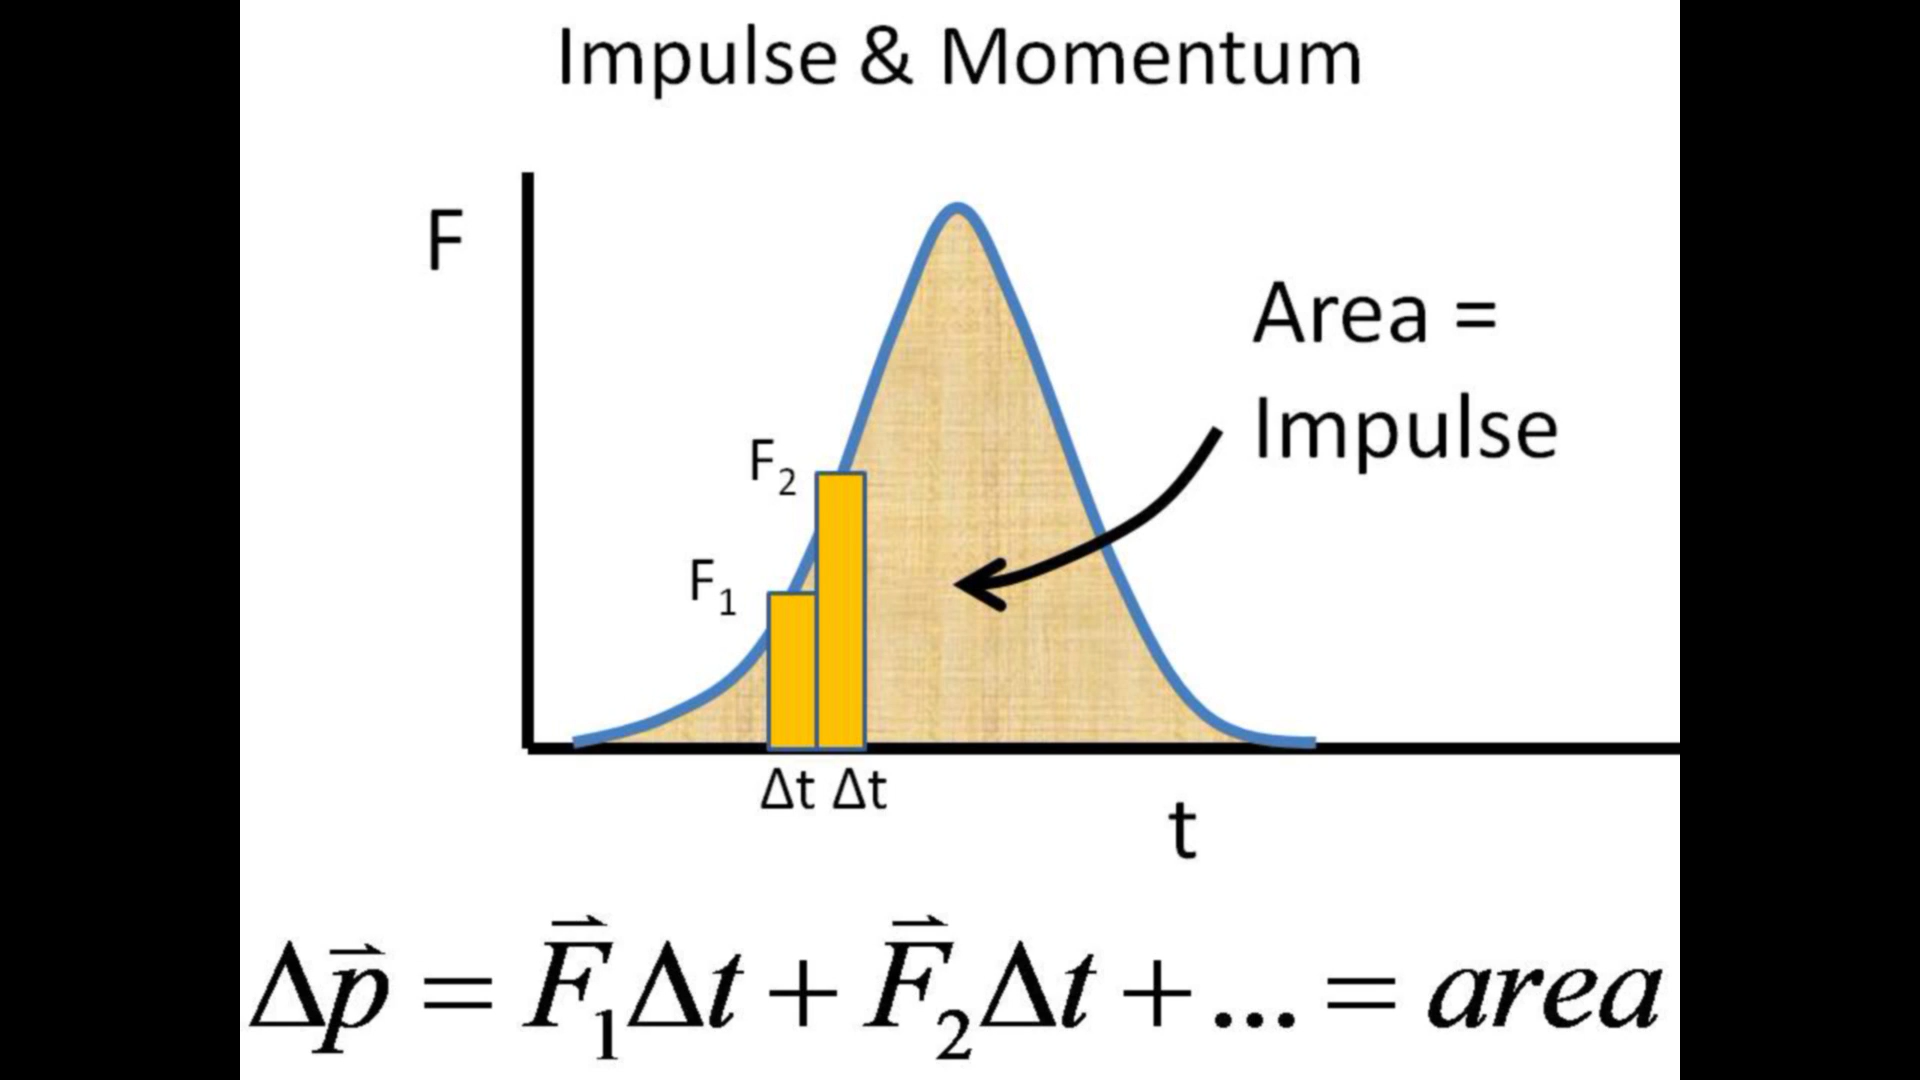 Impulse & Momentum
F
Area =
Impulse
F₂
F₁
Δt Δt
t
Δp⃗ = F⃗₁Δt + F⃗₂Δt + ... = area